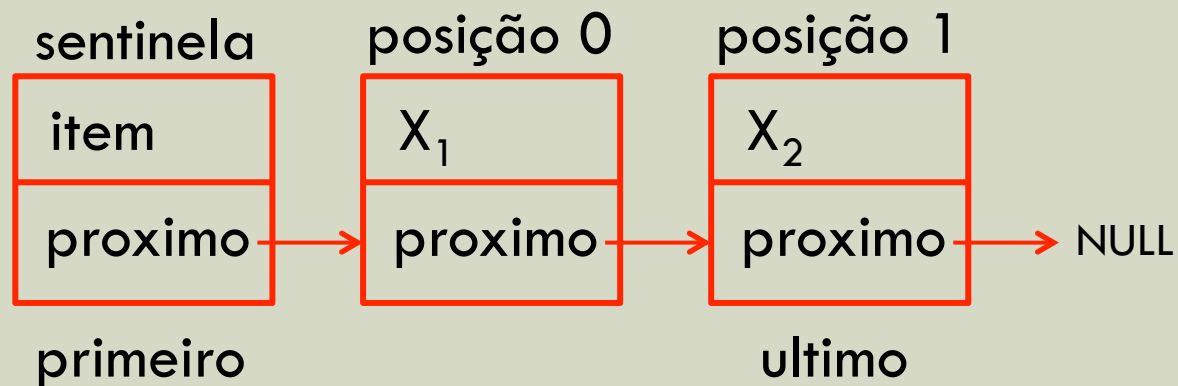 sentinela posição 0 posição 1
item X₁ X₂
proximo proximo proximo NULL
primeiro ultimo